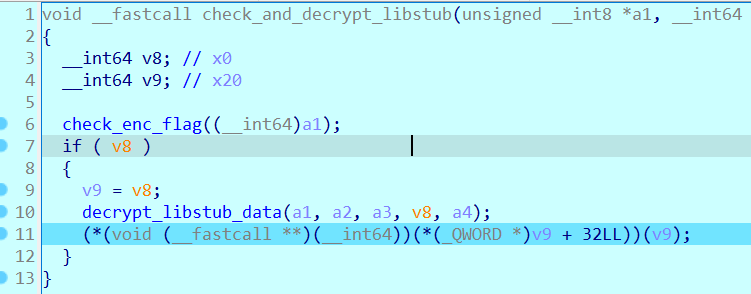 1 void __fastcall check_and_decrypt_libstub(unsigned __int8 *a1, __int64
2 {
3 __int64 v8; // x0
4 __int64 v9; // x20
5
6 check_enc_flag((__int64)a1);
7 if ( v8 )
8 {
9 v9 = v8;
10 decrypt_libstub_data(a1, a2, a3, v8, a4);
11 (*(void (__fastcall **)(__int64))(*(_QWORD *)v9 + 32LL))(v9);
12 }
13 }